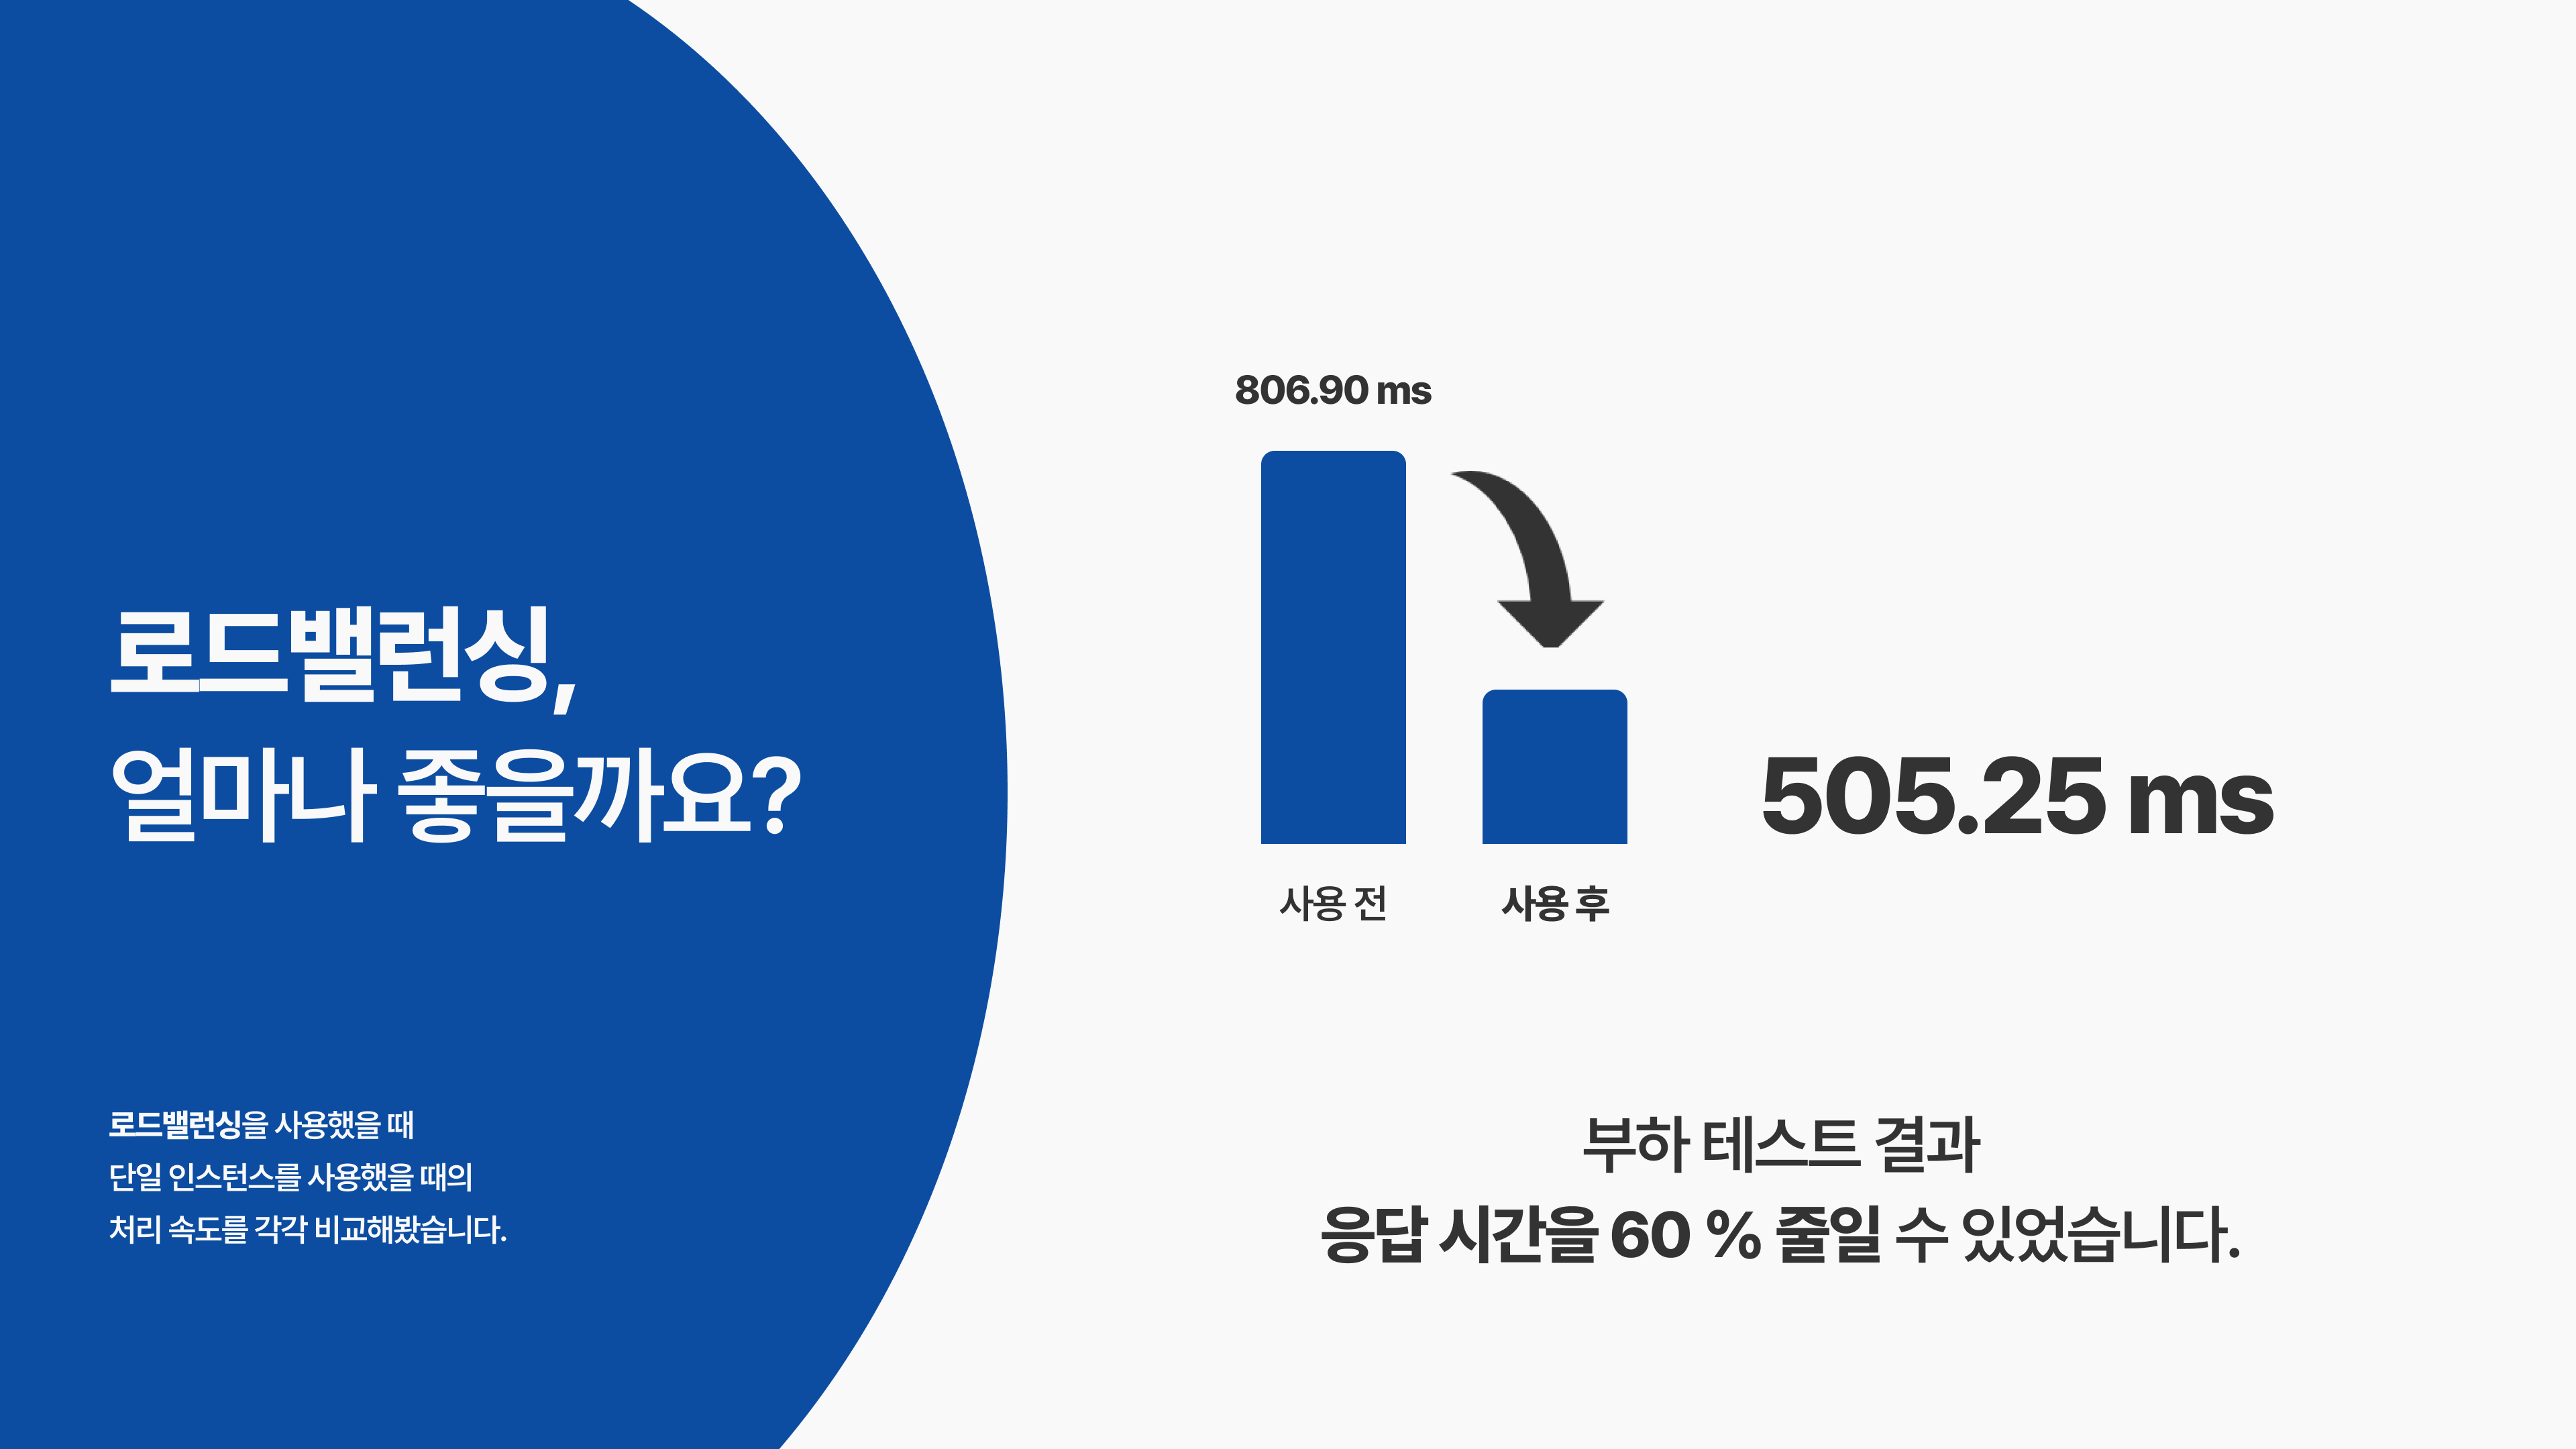 로드밸런싱,
얼마나 좋을까요?
로드밸런싱을 사용했을 때
단일 인스턴스를 사용했을 때의
처리 속도를 각각 비교해봤습니다.
806.90 ms
505.25 ms
사용 전
사용 후
부하 테스트 결과
응답 시간을 60 % 줄일 수 있었습니다.